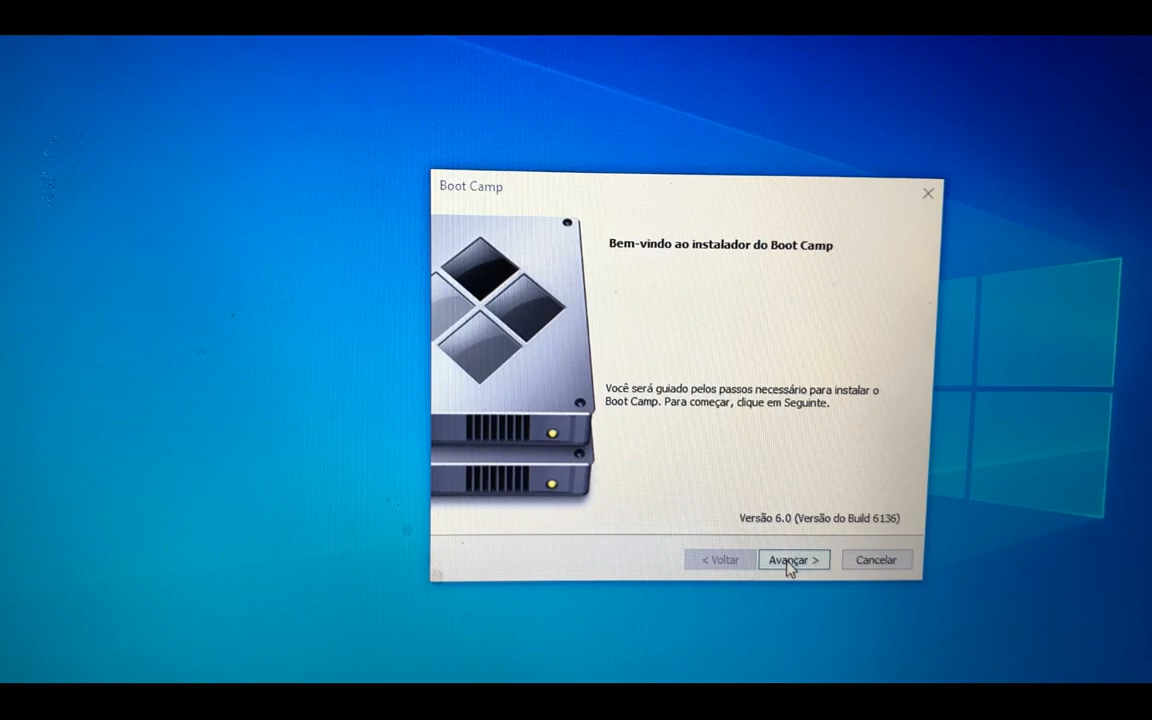 Boot Camp
Bem-vindo ao instalador do Boot Camp
Você será guiado pelos passos necessário para instalar o
Boot Camp. Para começar, clique em Seguinte.
Versão 6.0 (Versão do Build 6136)
< Voltar
Avançar >
Cancelar